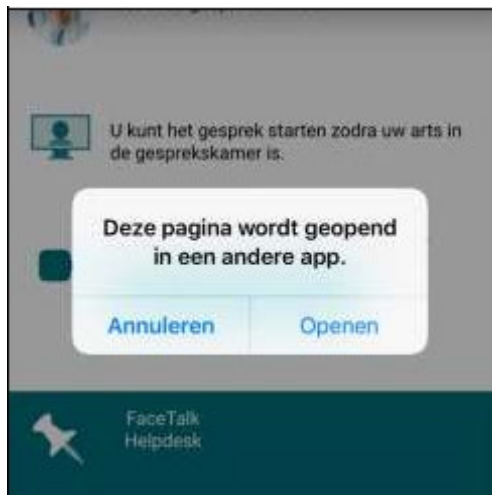 U kunt het gesprek starten zodra uw arts in
de gesprekskamer is.
Deze pagina wordt geopend
in een andere app.
Annuleren
Openen
FaceTalk
Helpdesk